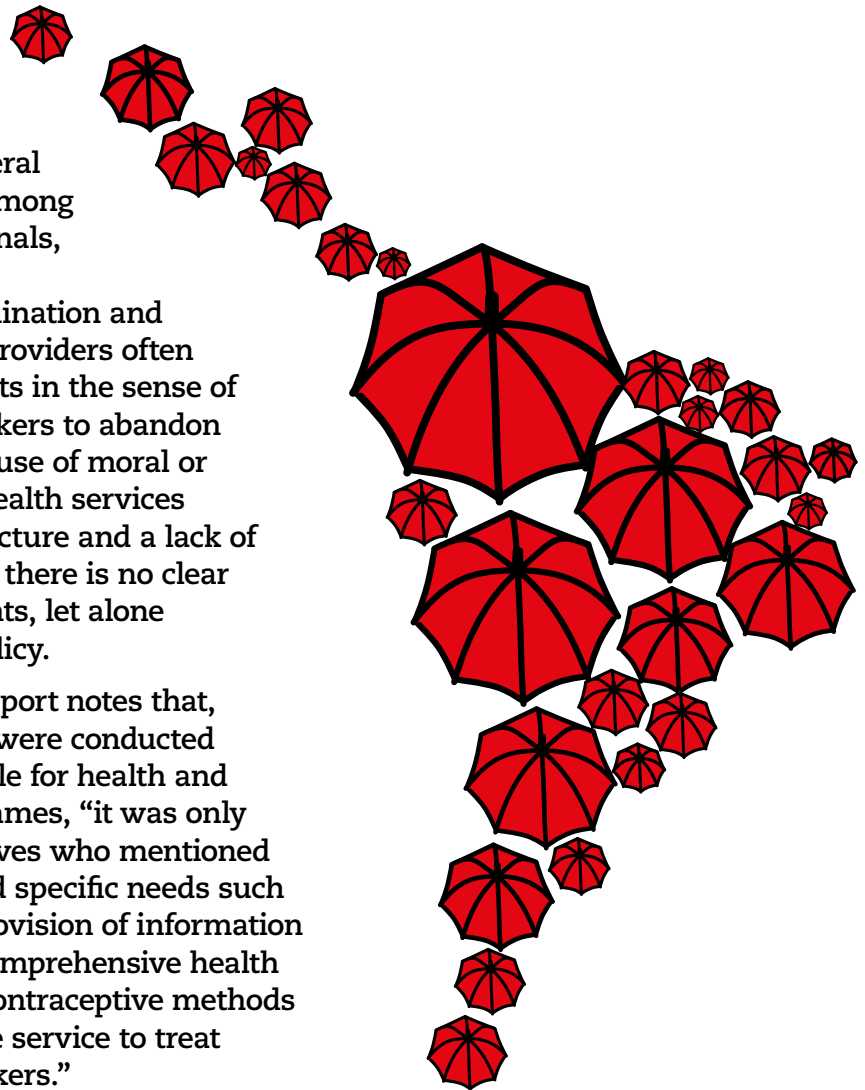 eral
mong
nals,
ination and
roviders often
ts in the sense of
kers to abandon
use of moral or
ealth services
cture and a lack of
there is no clear
nts, let alone
licy.
port notes that,
were conducted
le for health and
ames, “it was only
ves who mentioned
d specific needs such
ovision of information
omprehensive health
ontraceptive methods
e service to treat
kers.”